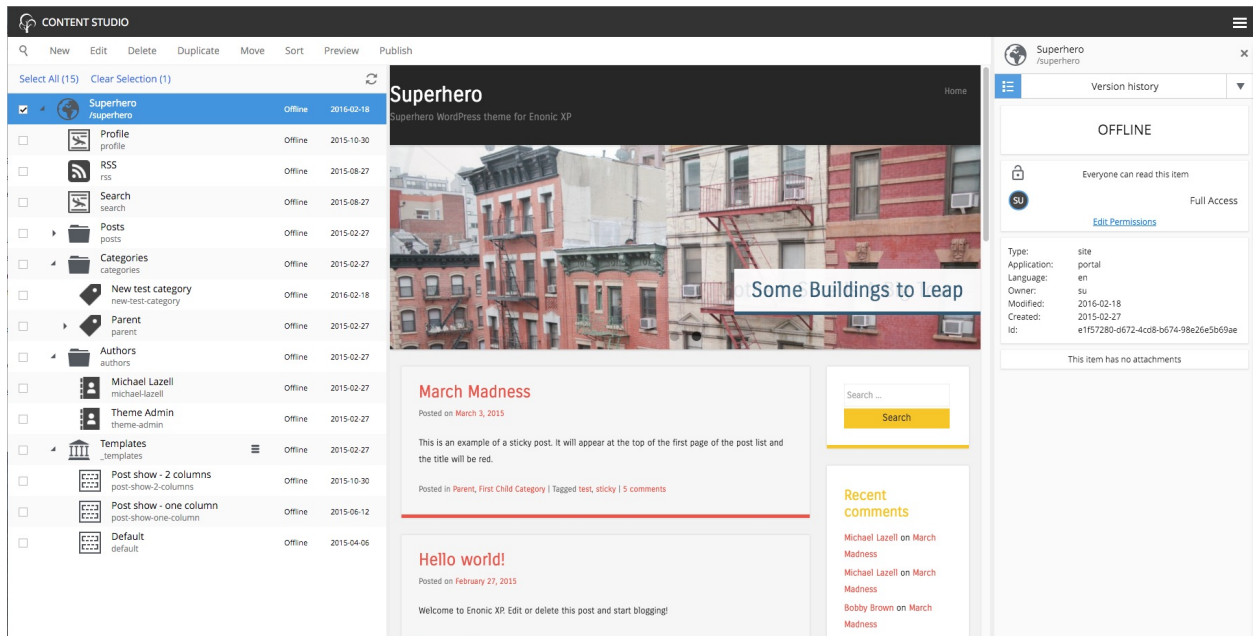 CONTENT STUDIO
New Edit Delete Duplicate Move Sort Preview Publish
Select All (15) Clear Selection (1)
Superhero
/superhero
Offline 2016-02-18
Profile
profile
Offline 2015-10-30
RSS
rss
Offline 2015-08-27
Search
search
Offline 2015-08-27
Posts
posts
Offline 2015-02-27
Categories
categories
Offline 2015-02-27
New test category
new-test-category
Offline 2016-02-18
Parent
parent
Offline 2015-02-27
Authors
authors
Offline 2015-02-27
Michael Lazell
michael-lazell
Offline 2015-02-27
Theme Admin
theme-admin
Offline 2015-02-27
Templates
_templates
Offline 2015-02-27
Post show - 2 columns
post-show-2-columns
Offline 2015-10-30
Post show - one column
post-show-one-column
Offline 2015-06-12
Default
default
Offline 2015-04-06
Superhero
Home
Superhero WordPress theme for Enonic XP
Some Buildings to Leap
March Madness
Posted on March 3, 2015
This is an example of a sticky post. It will appear at the top of the first page of the post list and
the title will be red.
Posted in Parent, First Child Category | Tagged test, sticky | 5 comments
Hello world!
Posted on February 27, 2015
Welcome to Enonic XP. Edit or delete this post and start blogging!
Search ...
Search
Recent
comments
Michael Lazell on March
Madness
Michael Lazell on March
Madness
Bobby Brown on March
Madness
Superhero
/superhero
Version history
OFFLINE
Everyone can read this item
SU
Full Access
Edit Permissions
Type: site
Application: portal
Language: en
Owner: su
Modified: 2016-02-18
Created: 2015-02-27
Id: e1f57280-d672-4cd8-b674-98e26e5b69ae
This item has no attachments